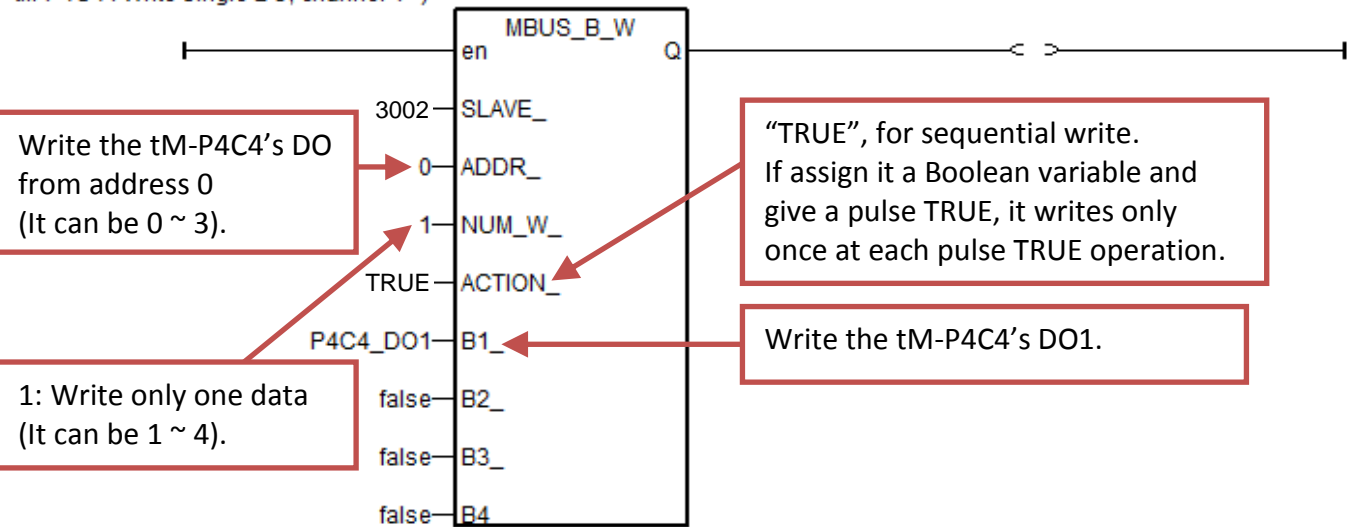 Write Single
channel
MBUS_B_W
en
Q
3002
SLAVE_
Write the tM-P4C4’s DO
from address 0
(It can be 0 ~ 3).
0
ADDR_
“TRUE”, for sequential write.
If assign it a Boolean variable and
give a pulse TRUE, it writes only
once at each pulse TRUE operation.
1
NUM_W_
TRUE
ACTION_
P4C4_DO1
B1_
Write the tM-P4C4’s DO1.
1: Write only one data
(It can be 1 ~ 4).
false
B2_
false
B3_
false
B4